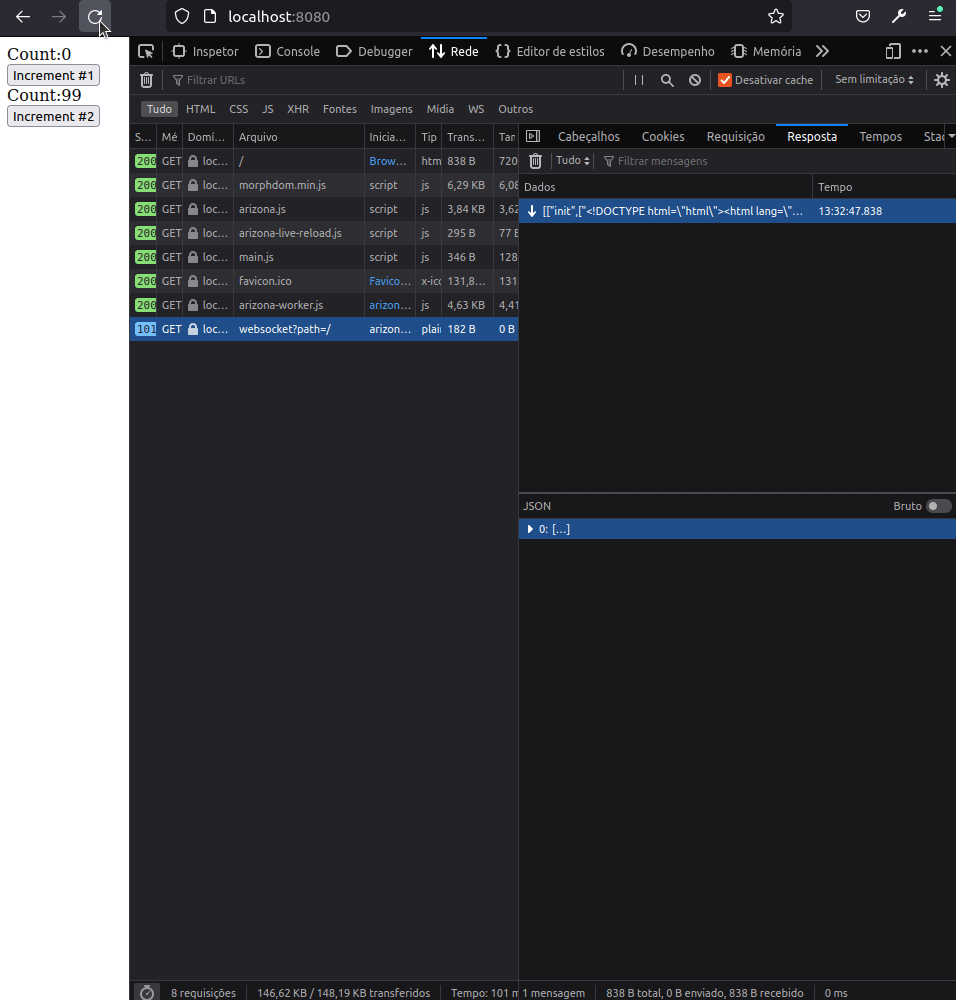 localhost:8080
Count:0
Increment #1
Count:99
Increment #2
Inspetor Console Debugger Rede Editor de estilos Desempenho Memória
Filtrar URLs Desativar cache Sem limitação
Tudo HTML CSS JS XHR Fontes Imagens Mídia WS Outros
S... Mé Domí... Arquivo Inicia... Tip Trans... Tar
200 GET loc... / Brow... htm 838 B 720
200 GET loc... morphdom.min.js script js 6,29 KB 6,08
200 GET loc... arizona.js script js 3,84 KB 3,62
200 GET loc... arizona-live-reload.js script js 295 B 77 B
200 GET loc... main.js script js 346 B 128
200 GET loc... favicon.ico Favico... x-ico 131,8... 131
200 GET loc... arizona-worker.js arizon... js 4,63 KB 4,41
101 GET loc... websocket?path=/ arizon... plai 182 B 0 B
Cabeçalhos Cookies Requisição Resposta Tempos Stac
Tudo Filtrar mensagens
Dados Tempo
[["init",["<!DOCTYPE html=\"html\"><html lang=\"... 13:32:47.838
JSON Bruto
0: [...]
8 requisições 146,62 KB / 148,19 KB transferidos Tempo: 101 m 1 mensagem 838 B total, 0 B enviado, 838 B recebido 0 ms